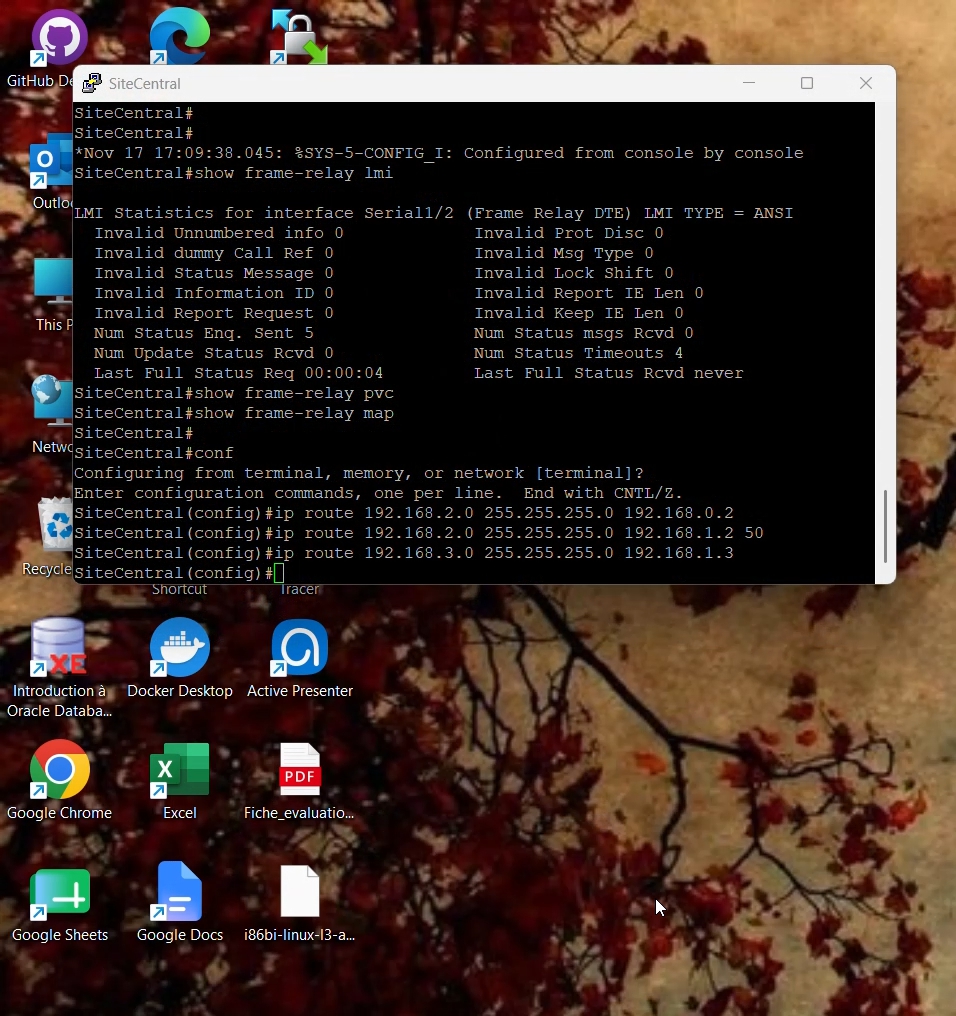 GitHub De
SiteCentral
SiteCentral#
SiteCentral#
*Nov 17 17:09:38.045: %SYS-5-CONFIG_I: Configured from console by console
SiteCentral#show frame-relay lmi
LMI Statistics for interface Serial1/2 (Frame Relay DTE) LMI TYPE = ANSI
Invalid Unnumbered info 0 Invalid Prot Disc 0
Invalid dummy Call Ref 0 Invalid Msg Type 0
Invalid Status Message 0 Invalid Lock Shift 0
Invalid Information ID 0 Invalid Report IE Len 0
Invalid Report Request 0 Invalid Keep IE Len 0
Num Status Enq. Sent 5 Num Status msgs Rcvd 0
Num Update Status Rcvd 0 Num Status Timeouts 4
Last Full Status Req 00:00:04 Last Full Status Rcvd never
SiteCentral#show frame-relay pvc
SiteCentral#show frame-relay map
SiteCentral#
SiteCentral#conf
Configuring from terminal, memory, or network [terminal]?
Enter configuration commands, one per line. End with CNTL/Z.
SiteCentral(config)#ip route 192.168.2.0 255.255.255.0 192.168.0.2
SiteCentral(config)#ip route 192.168.2.0 255.255.255.0 192.168.1.2 50
SiteCentral(config)#ip route 192.168.3.0 255.255.255.0 192.168.1.3
SiteCentral(config)#
Outlo
This P
Netwo
Recycle
Shortcut
Tracer
XE
Introduction à
Oracle Databa...
Docker Desktop
Active Presenter
Google Chrome
X
Excel
PDF
Fiche_evaluatio...
Google Sheets
Google Docs
i86bi-linux-l3-a...